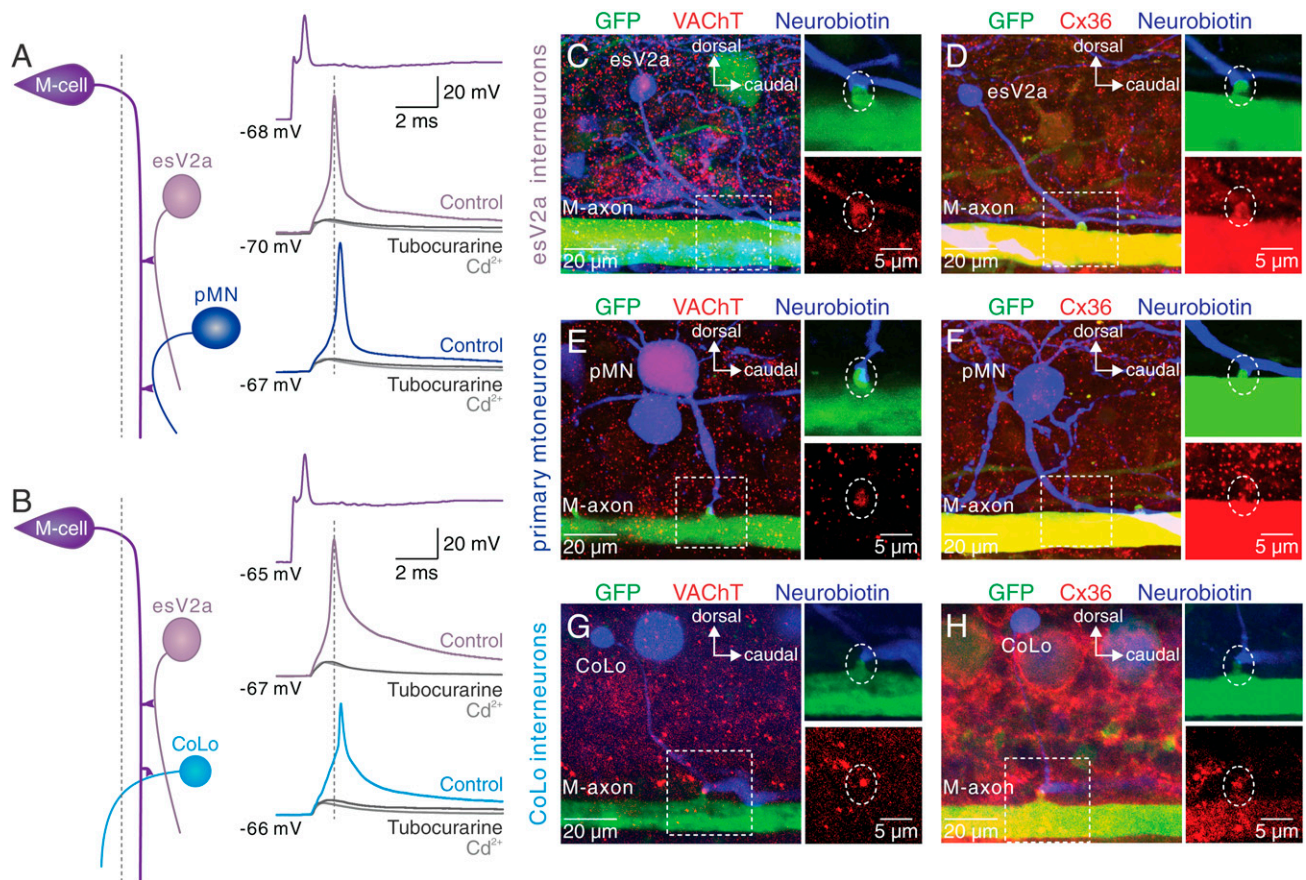 A
M-cell
esV2a
pMN
20 mV
2 ms
-68 mV
Control
-70 mV
Tubocurarine
Cd²⁺
Control
-67 mV
Tubocurarine
Cd²⁺
B
M-cell
esV2a
CoLo
20 mV
2 ms
-65 mV
Control
-67 mV
Tubocurarine
Cd²⁺
Control
-66 mV
Tubocurarine
Cd²⁺
esV2a interneurons
GFP VAChT Neurobiotin
C
esV2a
dorsal
caudal
M-axon
20 µm
5 µm
GFP Cx36 Neurobiotin
D
esV2a
dorsal
caudal
M-axon
20 µm
5 µm
primary mtoneurons
GFP VAChT Neurobiotin
E
pMN
dorsal
caudal
M-axon
20 µm
5 µm
GFP Cx36 Neurobiotin
F
pMN
dorsal
caudal
M-axon
20 µm
5 µm
CoLo interneurons
GFP VAChT Neurobiotin
G
CoLo
dorsal
caudal
M-axon
20 µm
5 µm
GFP Cx36 Neurobiotin
H
CoLo
dorsal
caudal
M-axon
20 µm
5 µm